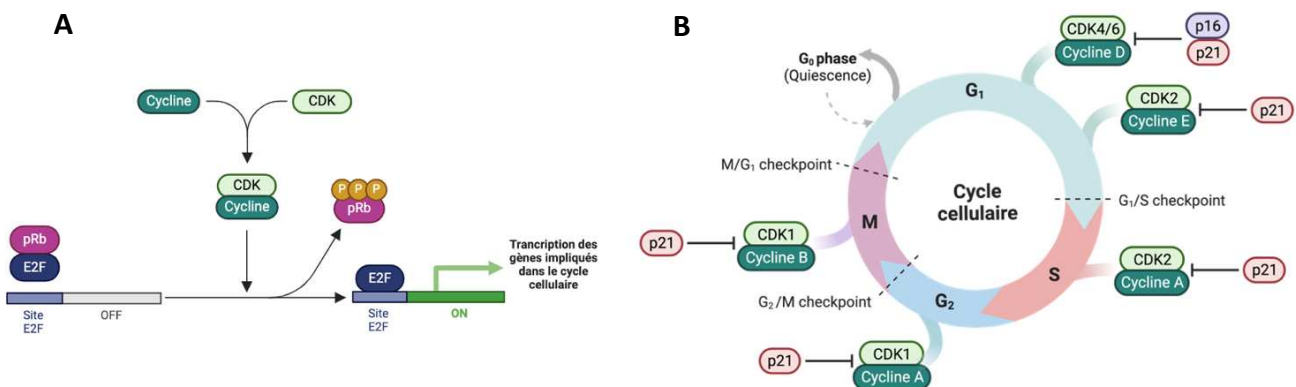 A
Cycline
CDK
CDK
Cycline
P P P
pRb
pRb
E2F
Site
E2F
OFF
E2F
Site
E2F
ON
Trancription des
gènes impliqués
dans le cycle
cellulaire
B
G₀ phase
(Quiescence)
G₁
CDK4/6
Cycline D
p16
p21
CDK2
Cycline E
p21
M/G₁ checkpoint
Cycle
cellulaire
G₁/S checkpoint
M
p21
CDK1
Cycline B
S
CDK2
Cycline A
p21
G₂
G₂/M checkpoint
p21
CDK1
Cycline A